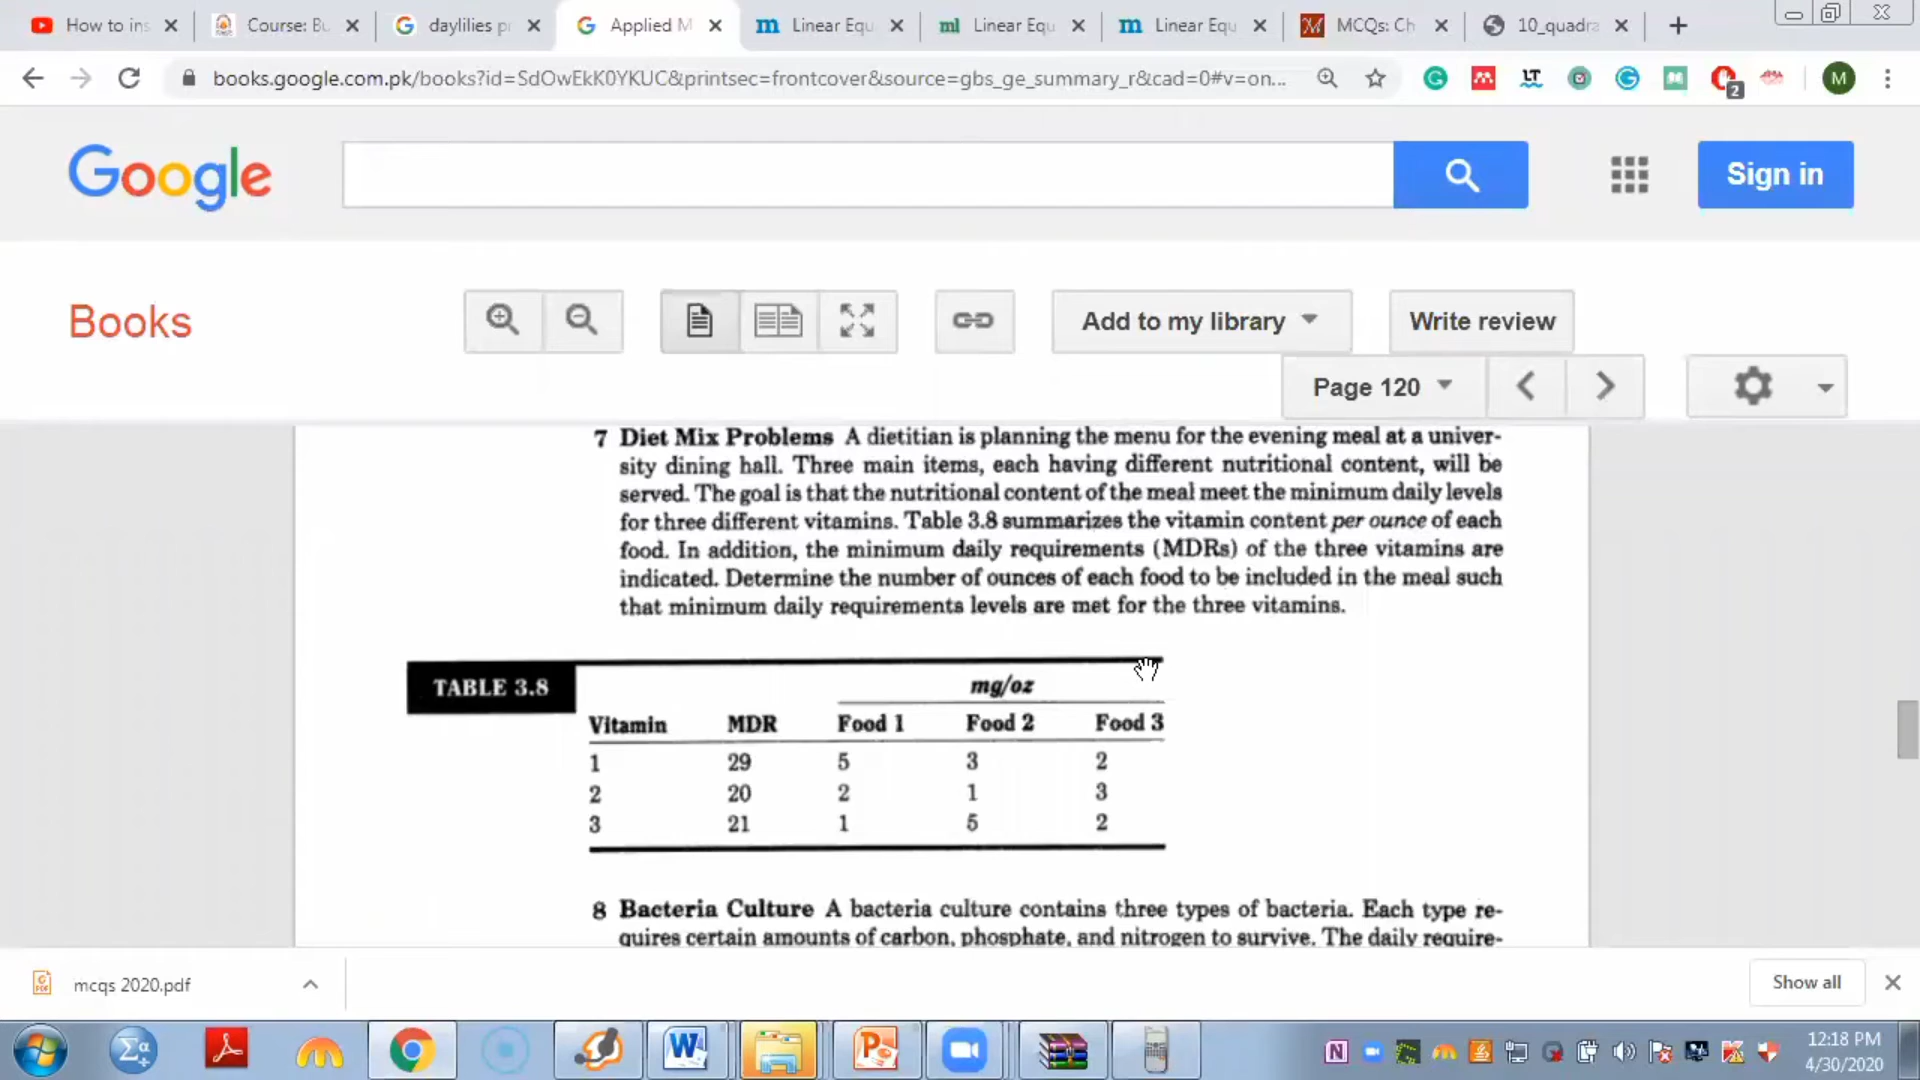 How to ins
Course: Bu
daylilies pr
Applied M
Linear Equ
Linear Equ
Linear Equ
MCQs: Ch
10_quadra
books.google.com.pk/books?id=SdOwEkK0YKUC&printsec=frontcover&source=gbs_ge_summary_r&cad=0#v=on...
LT
2
M
Google
Sign in
Books
Add to my library
Write review
Page 120
7 Diet Mix Problems A dietitian is planning the menu for the evening meal at a univer-
sity dining hall. Three main items, each having different nutritional content, will be
served. The goal is that the nutritional content of the meal meet the minimum daily levels
for three different vitamins. Table 3.8 summarizes the vitamin content per ounce of each
food. In addition, the minimum daily requirements (MDRs) of the three vitamins are
indicated. Determine the number of ounces of each food to be included in the meal such
that minimum daily requirements levels are met for the three vitamins.
TABLE 3.8
mg/oz
Vitamin MDR Food 1 Food 2 Food 3
1 29 5 3 2
2 20 2 1 3
3 21 1 5 2
8 Bacteria Culture A bacteria culture contains three types of bacteria. Each type re-
quires certain amounts of carbon, phosphate, and nitrogen to survive. The daily require-
mcqs 2020.pdf
Show all
12:18 PM
4/30/2020